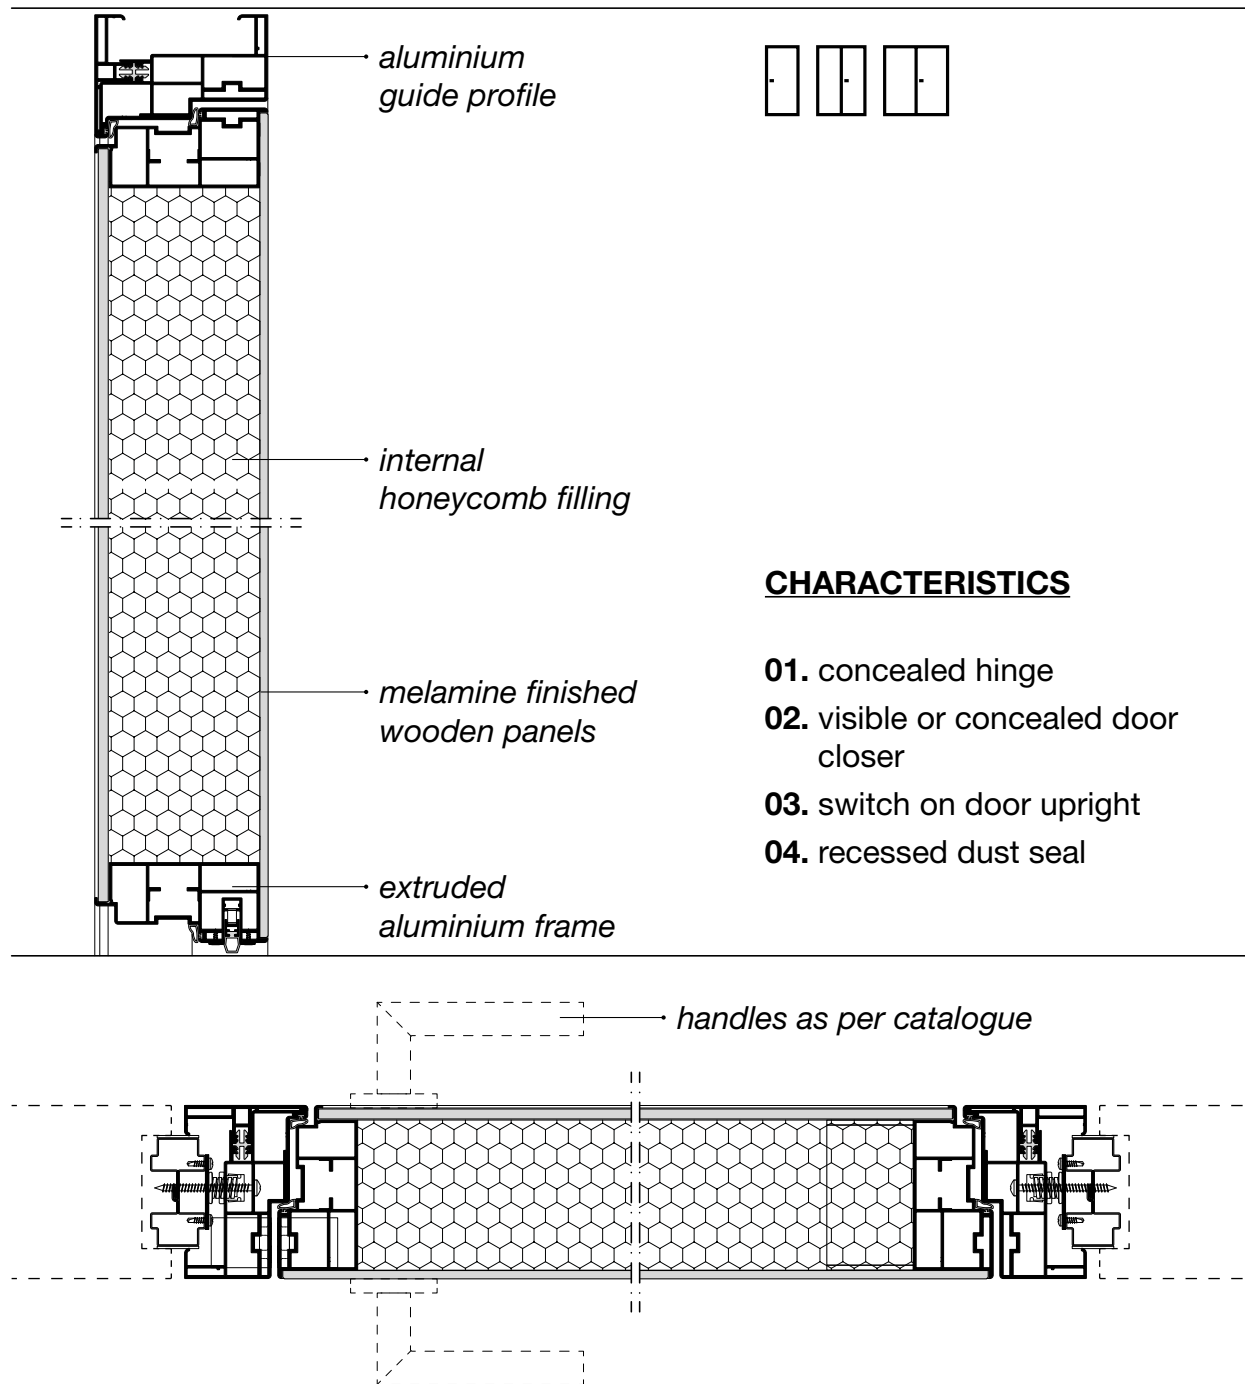 aluminium
guide profile
internal
honeycomb filling
CHARACTERISTICS
01. concealed hinge
02. visible or concealed door
closer
03. switch on door upright
04. recessed dust seal
melamine finished
wooden panels
extruded
aluminium frame
handles as per catalogue